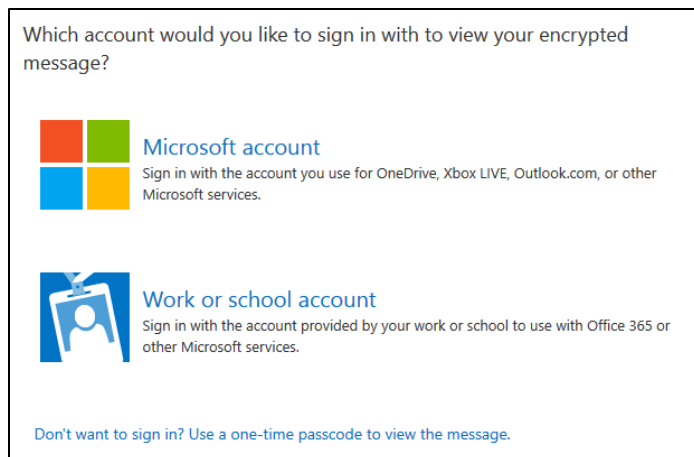 Which account would you like to sign in with to view your encrypted
message?
Microsoft account
Sign in with the account you use for OneDrive, Xbox LIVE, Outlook.com, or other
Microsoft services.
Work or school account
Sign in with the account provided by your work or school to use with Office 365 or
other Microsoft services.
Don't want to sign in? Use a one-time passcode to view the message.